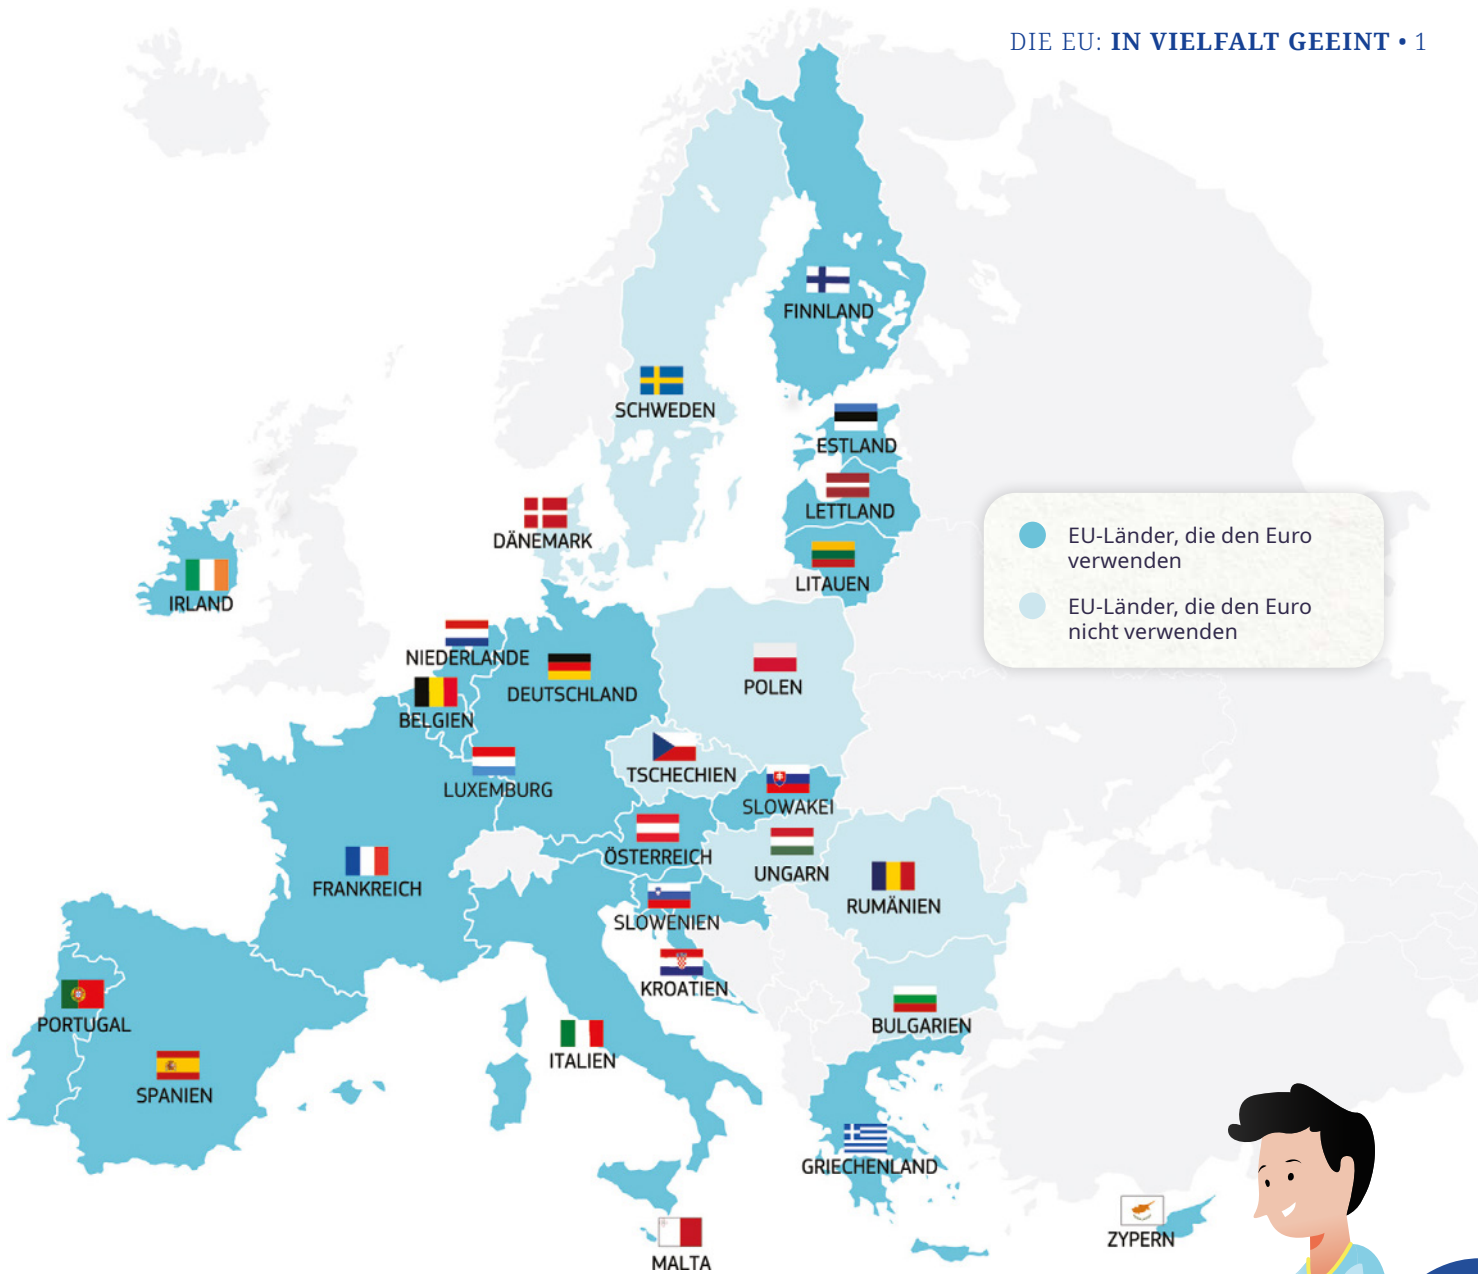 DIE EU: IN VIELFALT GEEINT • 1
FINNLAND
SCHWEDEN
ESTLAND
LETTLAND
DÄNEMARK
LITAUEN
EU-Länder, die den Euro
verwenden
EU-Länder, die den Euro
nicht verwenden
IRLAND
NIEDERLANDE
DEUTSCHLAND
POLEN
BELGIEN
TSCHECHIEN
LUXEMBURG
SLOWAKEI
ÖSTERREICH
UNGARN
FRANKREICH
RUMÄNIEN
SLOWENIEN
KROATIEN
PORTUGAL
BULGARIEN
ITALIEN
SPANIEN
GRIECHENLAND
ZYPERN
MALTA